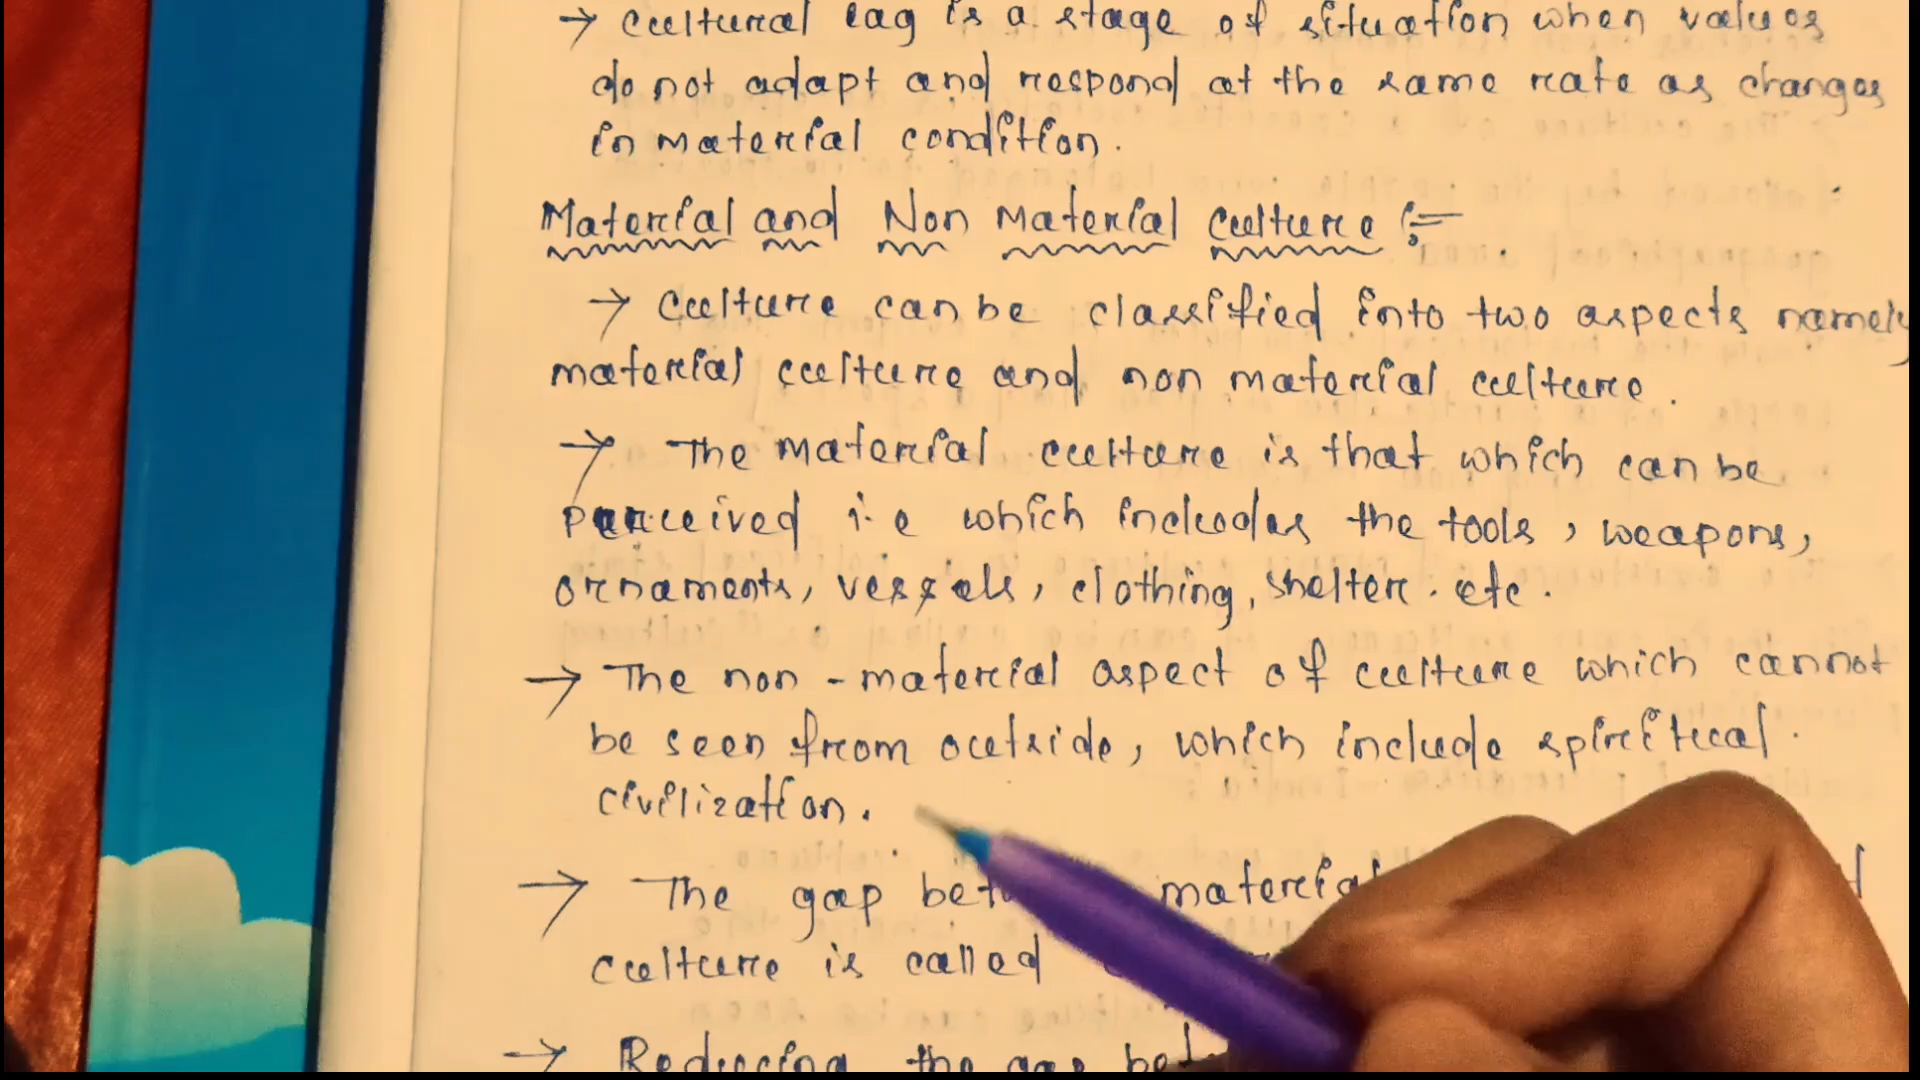 → Cultural lag is a stage of situation when values
do not adapt and respond at the same rate as changes
in material condition.
Material and Non Material Culture :-
→ Culture can be classified into two aspects namely
material culture and non material culture.
→ The material culture is that which can be
perceived i.e which includes the tools, weapons,
ornaments, vessels, clothing, shelter. etc.
→ The non-material aspect of culture which cannot
be seen from outside, which include spiritual
civilization.
→ The gap material
culture is called
→ Reducing the gap